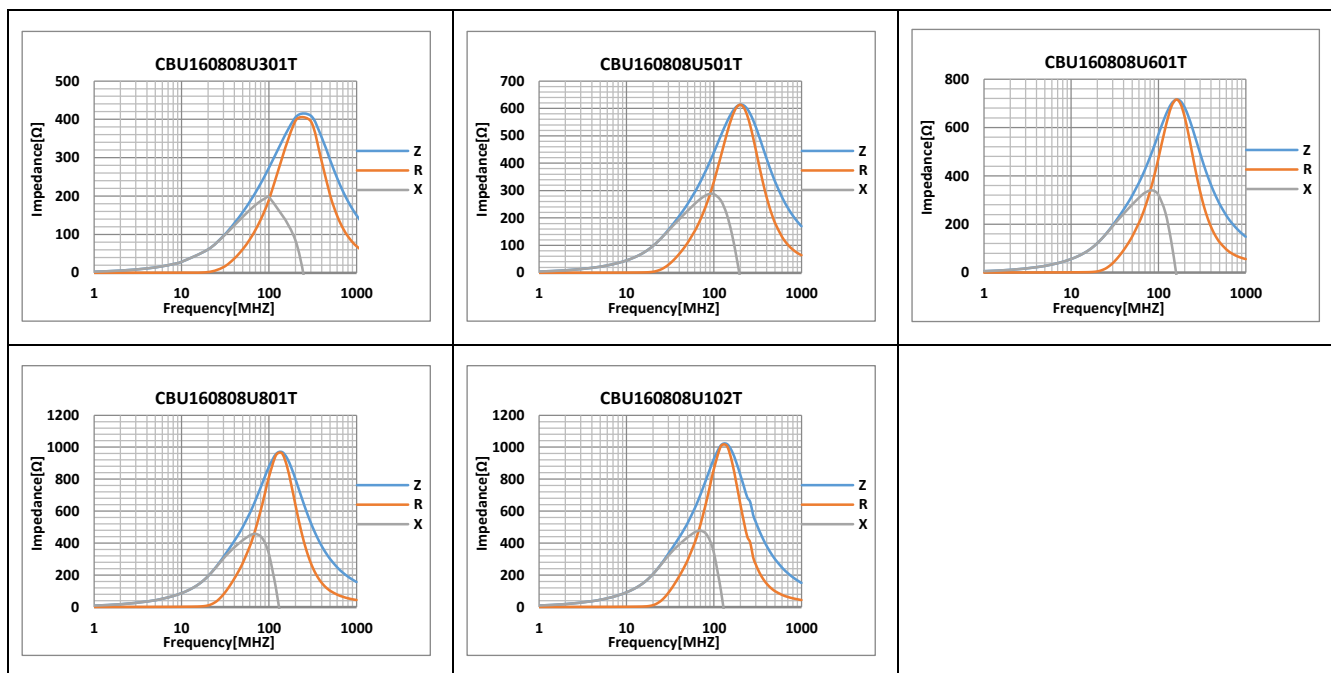 CBU160808U301T
500
400
300
200
100
0
1 10 100 1000
Impedance[Ω]
Frequency[MHZ]
Z
R
X
CBU160808U501T
700
600
500
400
300
200
100
0
1 10 100 1000
Impedance[Ω]
Frequency[MHZ]
Z
R
X
CBU160808U601T
800
600
400
200
0
1 10 100 1000
Impedance[Ω]
Frequency[MHZ]
Z
R
X
CBU160808U801T
1200
1000
800
600
400
200
0
1 10 100 1000
Impedance[Ω]
Frequency[MHZ]
Z
R
X
CBU160808U102T
1200
1000
800
600
400
200
0
1 10 100 1000
Impedance[Ω]
Frequency[MHZ]
Z
R
X